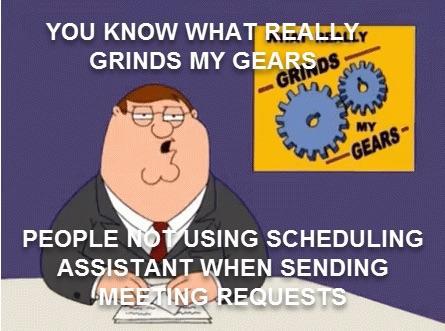 YOU KNOW WHAT REALLY
GRINDS MY GEARS
REALLY
GRINDS
MY
GEARS
PEOPLE NOT USING SCHEDULING
ASSISTANT WHEN SENDING
MEETING REQUESTS